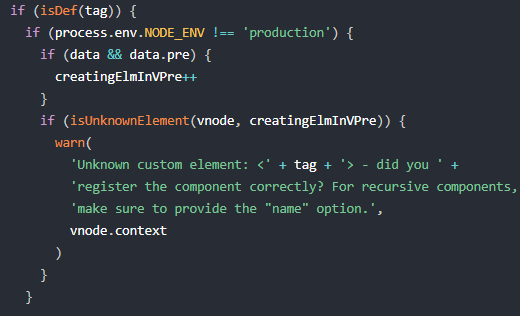 if (isDef(tag)) {
if (process.env.NODE_ENV !== 'production') {
if (data && data.pre) {
creatingElmInVPre++
}
if (isUnknownElement(vnode, creatingElmInVPre)) {
warn(
'Unknown custom element: <' + tag + '> - did you ' +
'register the component correctly? For recursive components,
'make sure to provide the "name" option.',
vnode.context
)
}
}